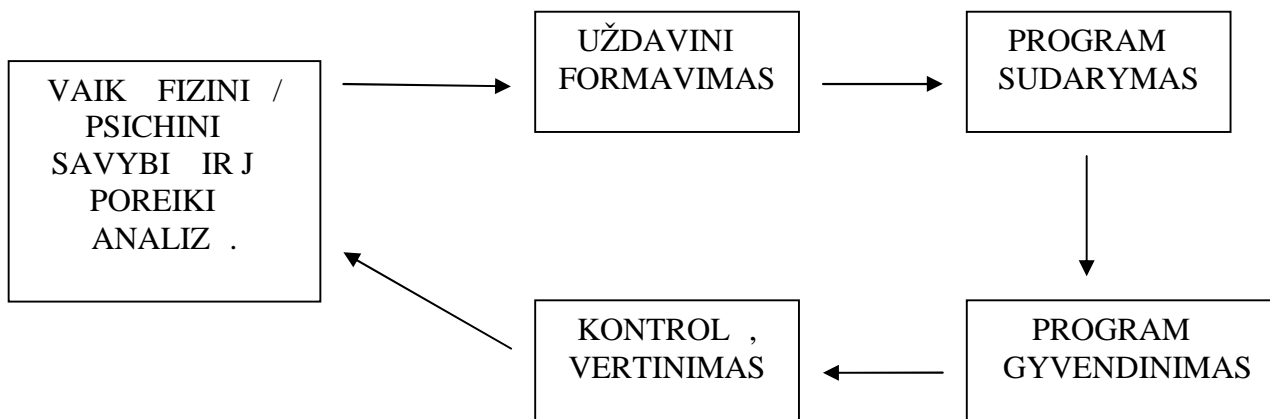 VAIK FIZINI /
PSICHINI
SAVYBI IR J
POREIKI
ANALIZ .
UŽDAVINI
FORMAVIMAS
PROGRAM
SUDARYMAS
PROGRAM
GYVENDINIMAS
KONTROL ,
VERTINIMAS